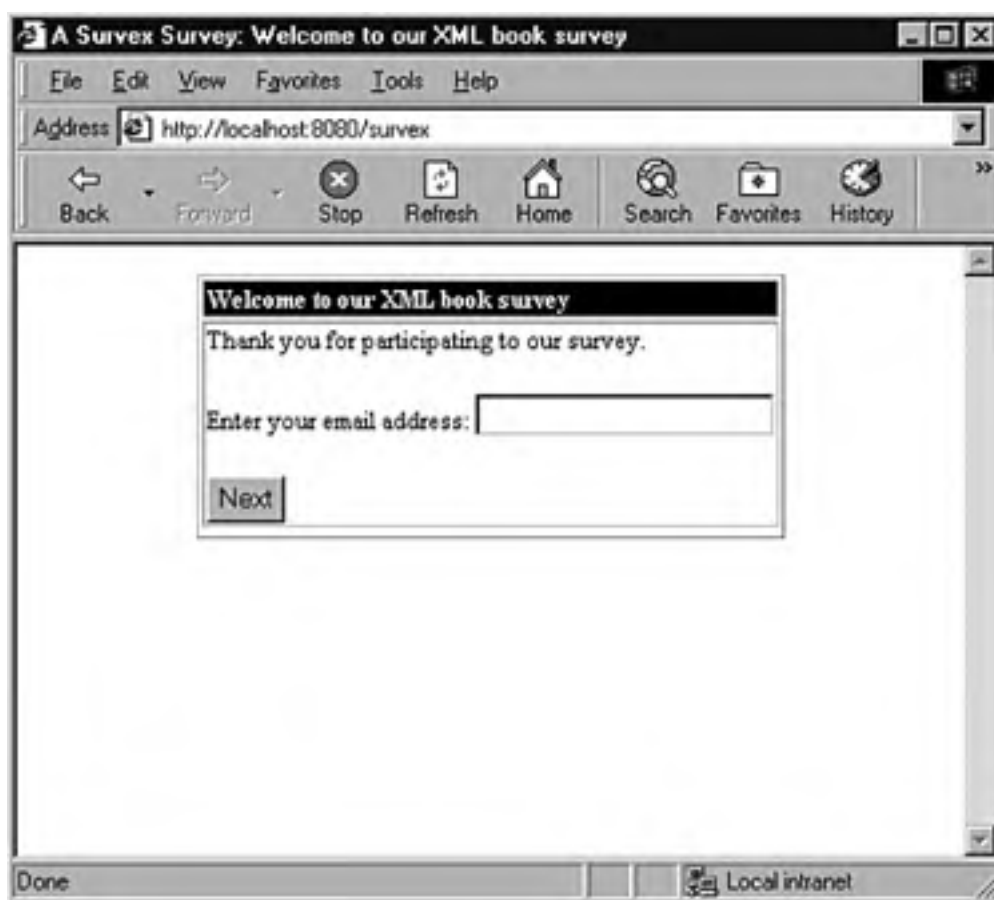 A Survex Survey: Welcome to our XML book survey
File Edit View Favorites Tools Help
Address http://localhost:8080/survex
Back Forward Stop Refresh Home Search Favorites History »
Welcome to our XML book survey
Thank you for participating to our survey.
Enter your email address:
Next
Done Local intranet